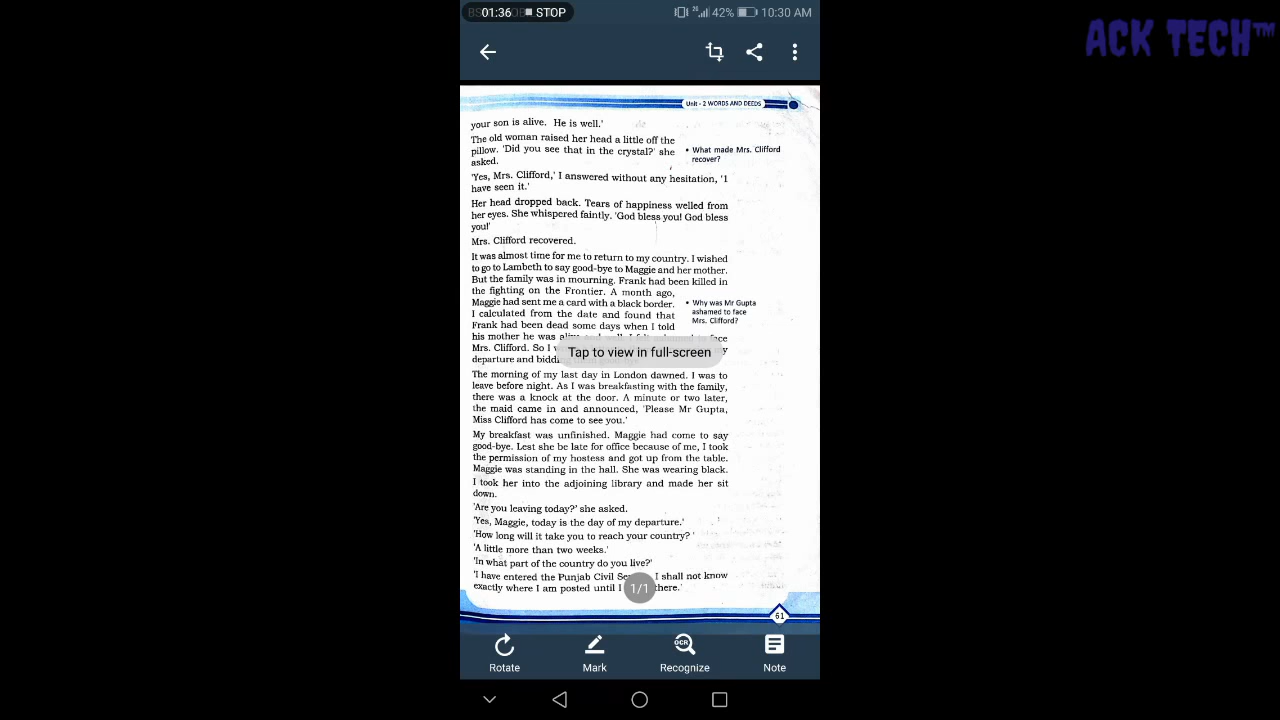 01:36 STOP
42% 10:30 AM
ACK TECH™
Unit - 2 WORDS AND DEEDS
your son is alive. He is well.'
The old woman raised her head a little off the
pillow. 'Did you see that in the crystal?' she
asked.
• What made Mrs. Clifford
recover?
'Yes, Mrs. Clifford,' I answered without any hesitation, 'I
have seen it.'
Her head dropped back. Tears of happiness welled from
her eyes. She whispered faintly. 'God bless you! God bless
you!'
Mrs. Clifford recovered.
It was almost time for me to return to my country. I wished
to go to Lambeth to say good-bye to Maggie and her mother.
But the family was in mourning. Frank had been killed in
the fighting on the Frontier. A month ago,
Maggie had sent me a card with a black border.
I calculated from the date and found that
Frank had been dead some days when I told
his mother he was alive and well. I felt ashamed to face
Mrs. Clifford. So I
departure and bidding
• Why was Mr Gupta
ashamed to face
Mrs. Clifford?
Tap to view in full-screen
The morning of my last day in London dawned. I was to
leave before night. As I was breakfasting with the family,
there was a knock at the door. A minute or two later,
the maid came in and announced, 'Please Mr Gupta,
Miss Clifford has come to see you.'
My breakfast was unfinished. Maggie had come to say
good-bye. Lest she be late for office because of me, I took
the permission of my hostess and got up from the table.
Maggie was standing in the hall. She was wearing black.
I took her into the adjoining library and made her sit
down.
'Are you leaving today?' she asked.
'Yes, Maggie, today is the day of my departure.'
'How long will it take you to reach your country? '
'A little more than two weeks.'
'In what part of the country do you live?'
'I have entered the Punjab Civil I shall not know
exactly where I am posted until I there.'
1/1
61
Rotate
Mark
OCR
Recognize
Note